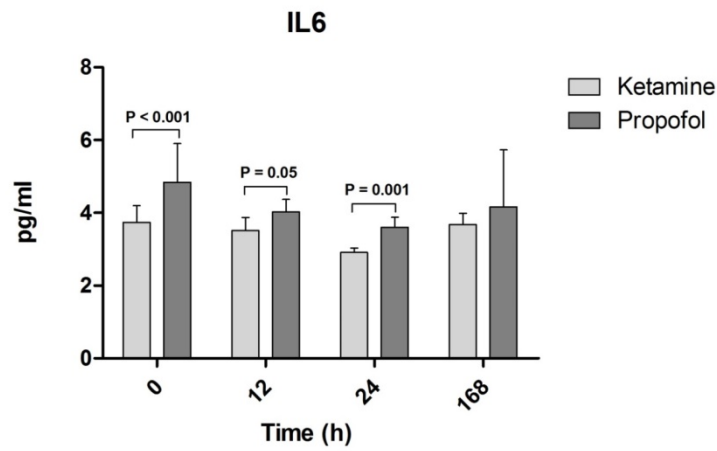 IL6
Ketamine
Propofol
pg/ml
8
6
4
2
0
P < 0.001
P = 0.05
P = 0.001
0
12
24
168
Time (h)